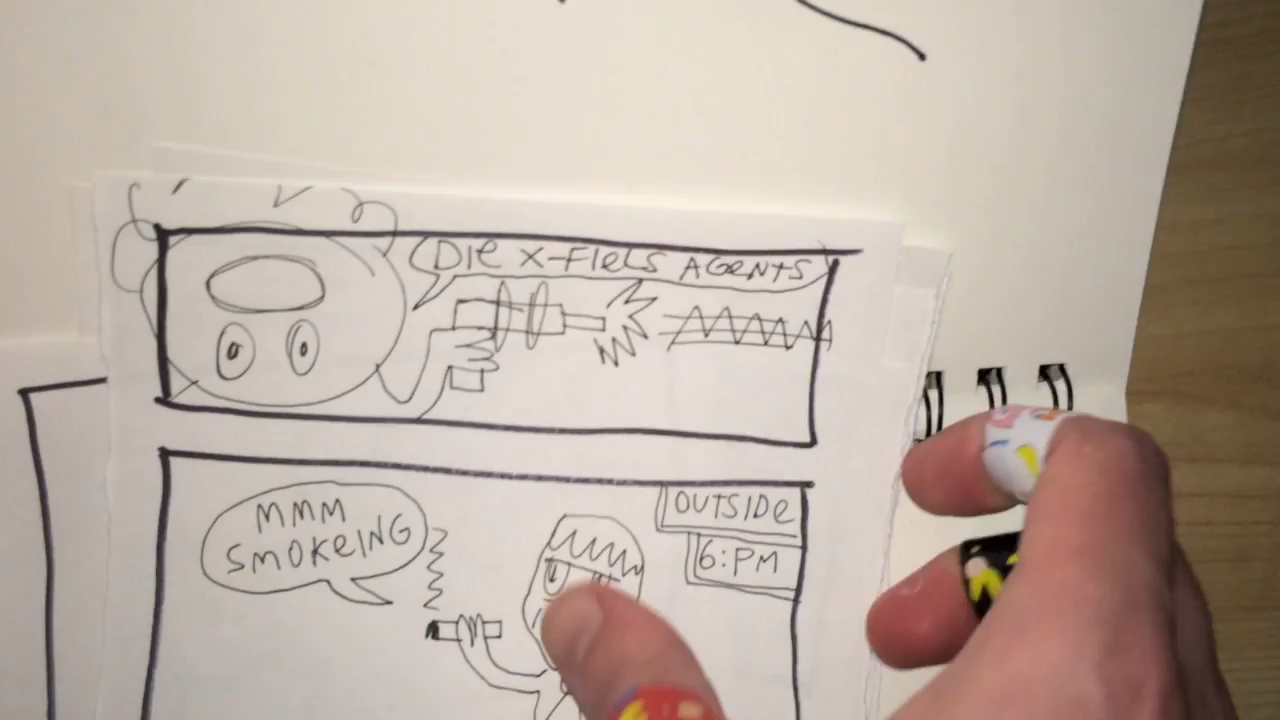 DIE X-FIELS AGENTS
MMM
SMOKEING
OUTSIDE
6:PM